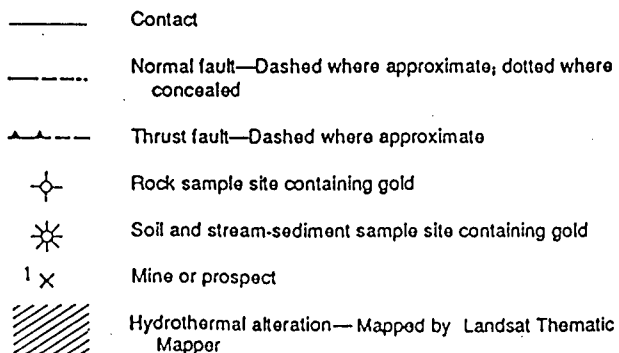 Contact
Normal fault—Dashed where approximate; dotted where
concealed
Thrust fault—Dashed where approximate
Rock sample site containing gold
Soil and stream-sediment sample site containing gold
1 x Mine or prospect
Hydrothermal alteration—Mapped by Landsat Thematic
Mapper